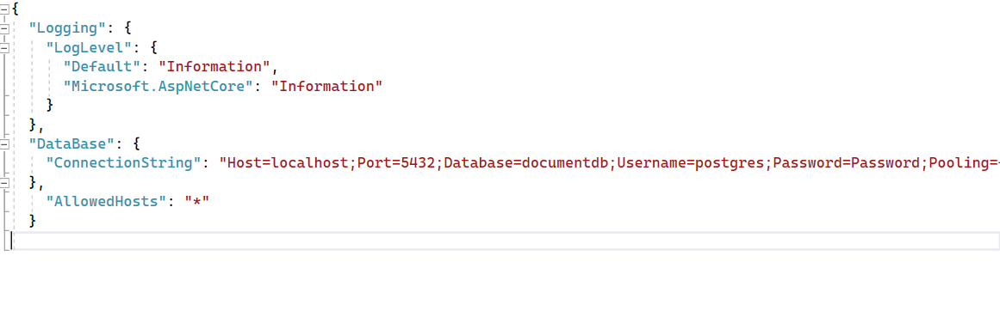 {
"Logging": {
"LogLevel": {
"Default": "Information",
"Microsoft.AspNetCore": "Information"
}
},
"DataBase": {
"ConnectionString": "Host=localhost;Port=5432;Database=documentdb;Username=postgres;Password=Password;Pooling=
},
"AllowedHosts": "*"
}